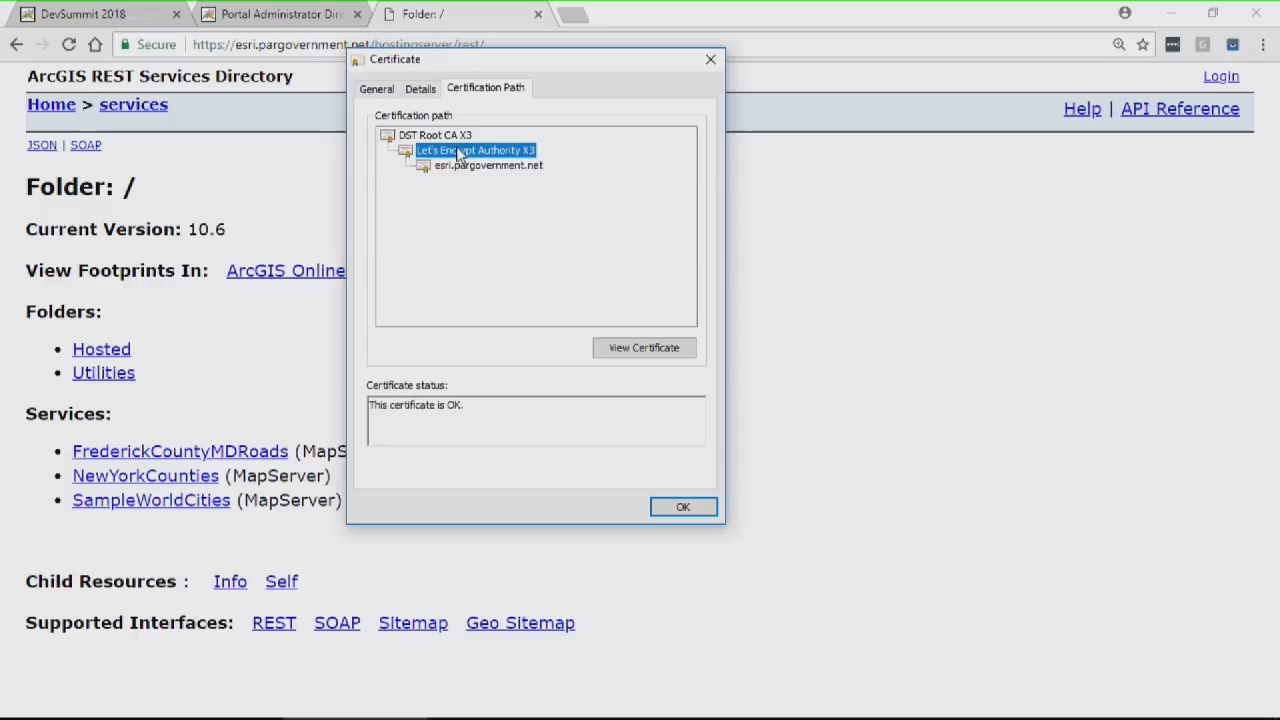 DevSummit 2018
Portal Administrator Dire
Folder: /
Secure
https://esri.pargovernment.net/hostingserver/rest/
ArcGIS REST Services Directory
Login
Home > services
Help | API Reference
JSON | SOAP
Folder: /
Current Version: 10.6
View Footprints In: ArcGIS Online
Folders:
• Hosted
• Utilities
Services:
• FrederickCountyMDRoads (MapS
• NewYorkCounties (MapServer)
• SampleWorldCities (MapServer)
Child Resources : Info Self
Supported Interfaces: REST SOAP Sitemap Geo Sitemap
Certificate
General Details Certification Path
Certification path
DST Root CA X3
Let's Encrypt Authority X3
esri.pargovernment.net
View Certificate
Certificate status:
This certificate is OK.
OK